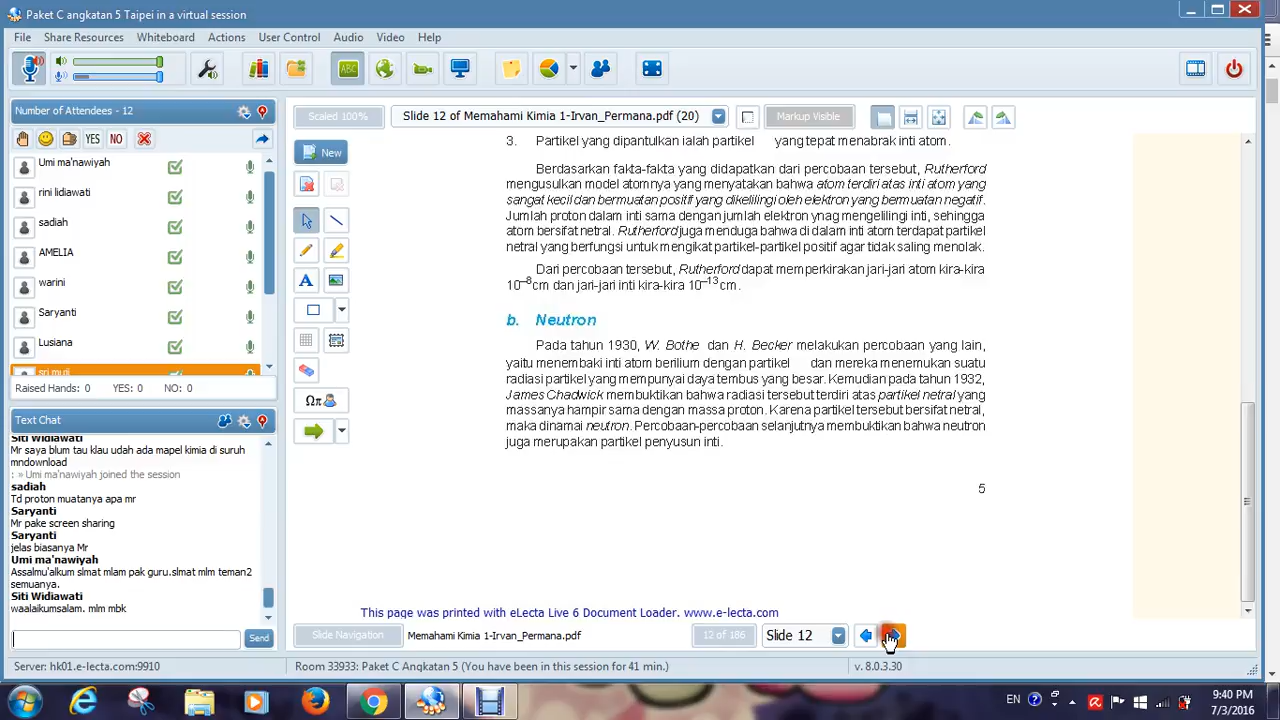 Paket C angkatan 5 Taipei in a virtual session
File Share Resources Whiteboard Actions User Control Audio Video Help
ABC
Number of Attendees - 12
YES NO
Umi ma'nawiyah
rini lidiawati
sadiah
AMELIA
warini
Saryanti
Lusiana
sri muji
Raised Hands: 0 YES: 0 NO: 0
Text Chat
Siti Widiawati
Mr saya blum tau klau udah ada mapel kimia di suruh
mndownload
: » Umi ma'nawiyah joined the session
sadiah
Td proton muatanya apa mr
Saryanti
Mr pake screen sharing
Saryanti
jelas biasanya Mr
Umi ma'nawiyah
Assalmu'alkum slmat mlam pak guru.slmat mlm teman2
semuanya.
Siti Widiawati
waalaikumsalam. mlm mbk
Send
Scaled 100% Slide 12 of Memahami Kimia 1-Irvan_Permana.pdf (20) Markup Visible
New
A
Ωπ
3. Partikel yang dipantulkan ialah partikel yang tepat menabrak inti atom.
Berdasarkan fakta-fakta yang didapatkan dari percobaan tersebut, Rutherford
mengusulkan model atomnya yang menyatakan bahwa atom terdiri atas inti atom yang
sangat kecil dan bermuatan positif yang dikelilingi oleh elektron yang bermuatan negatif.
Jumlah proton dalam inti sama dengan jumlah elektron ynag mengelilingi inti, sehingga
atom bersifat netral. Rutherford juga menduga bahwa di dalam inti atom terdapat partikel
netral yang berfungsi untuk mengikat partikel-partikel positif agar tidak saling menolak.
Dari percobaan tersebut, Rutherford dapat memperkirakan jari-jari atom kira-kira
10–8cm dan jari-jari inti kira-kira 10–13cm.
b. Neutron
Pada tahun 1930, W. Bothe dan H. Becker melakukan percobaan yang lain,
yaitu menembaki inti atom berilium dengan partikel dan mereka menemukan suatu
radiasi partikel yang mempunyai daya tembus yang besar. Kemudian pada tahun 1932,
James Chadwick membuktikan bahwa radiasi tersebut terdiri atas partikel netral yang
massanya hampir sama dengan massa proton. Karena partikel tersebut bersifat netral,
maka dinamai neutron. Percobaan-percobaan selanjutnya membuktikan bahwa neutron
juga merupakan partikel penyusun inti.
5
This page was printed with eLecta Live 6 Document Loader. www.e-lecta.com
Slide Navigation Memahami Kimia 1-Irvan_Permana.pdf 12 of 186 Slide 12
Server: hk01.e-lecta.com:9910 Room 33933: Paket C Angkatan 5 (You have been in this session for 41 min.) v. 8.0.3.30
EN 9:40 PM
7/3/2016